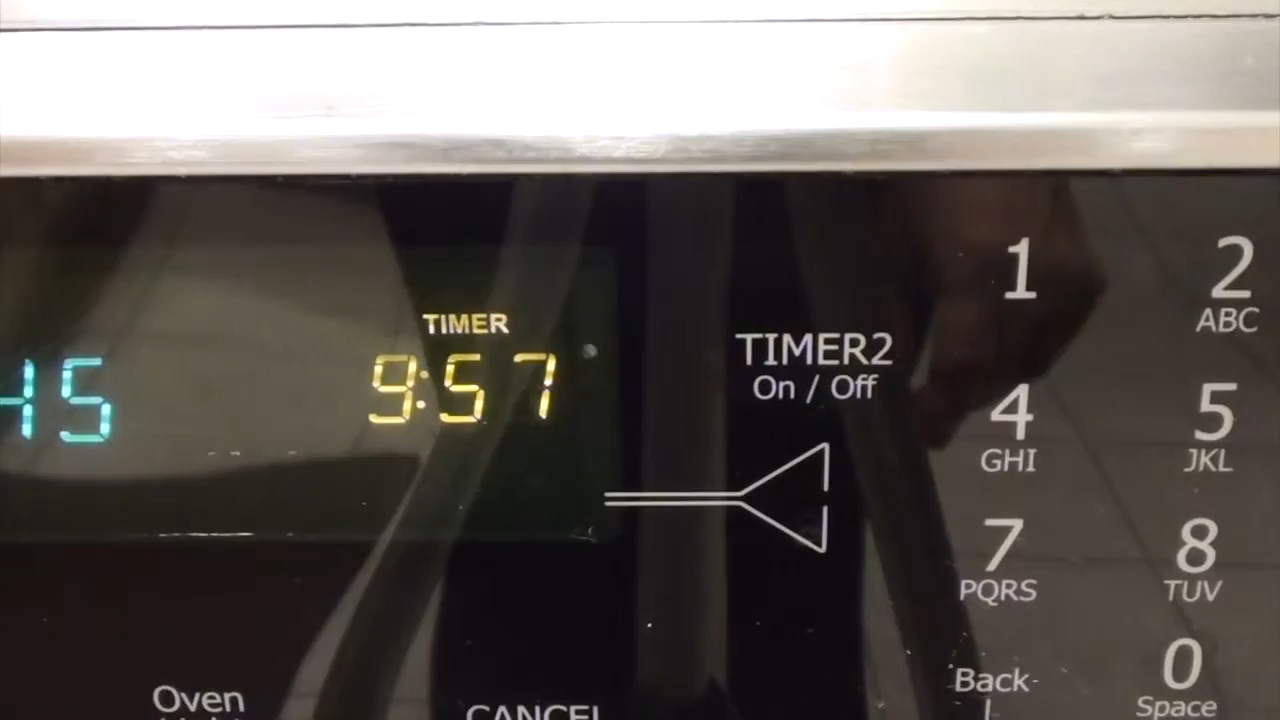 TIMER
45
9:57
TIMER2
On / Off
1
2
ABC
4
GHI
5
JKL
7
PQRS
8
TUV
Back-
0
Space
Oven
CANCEL